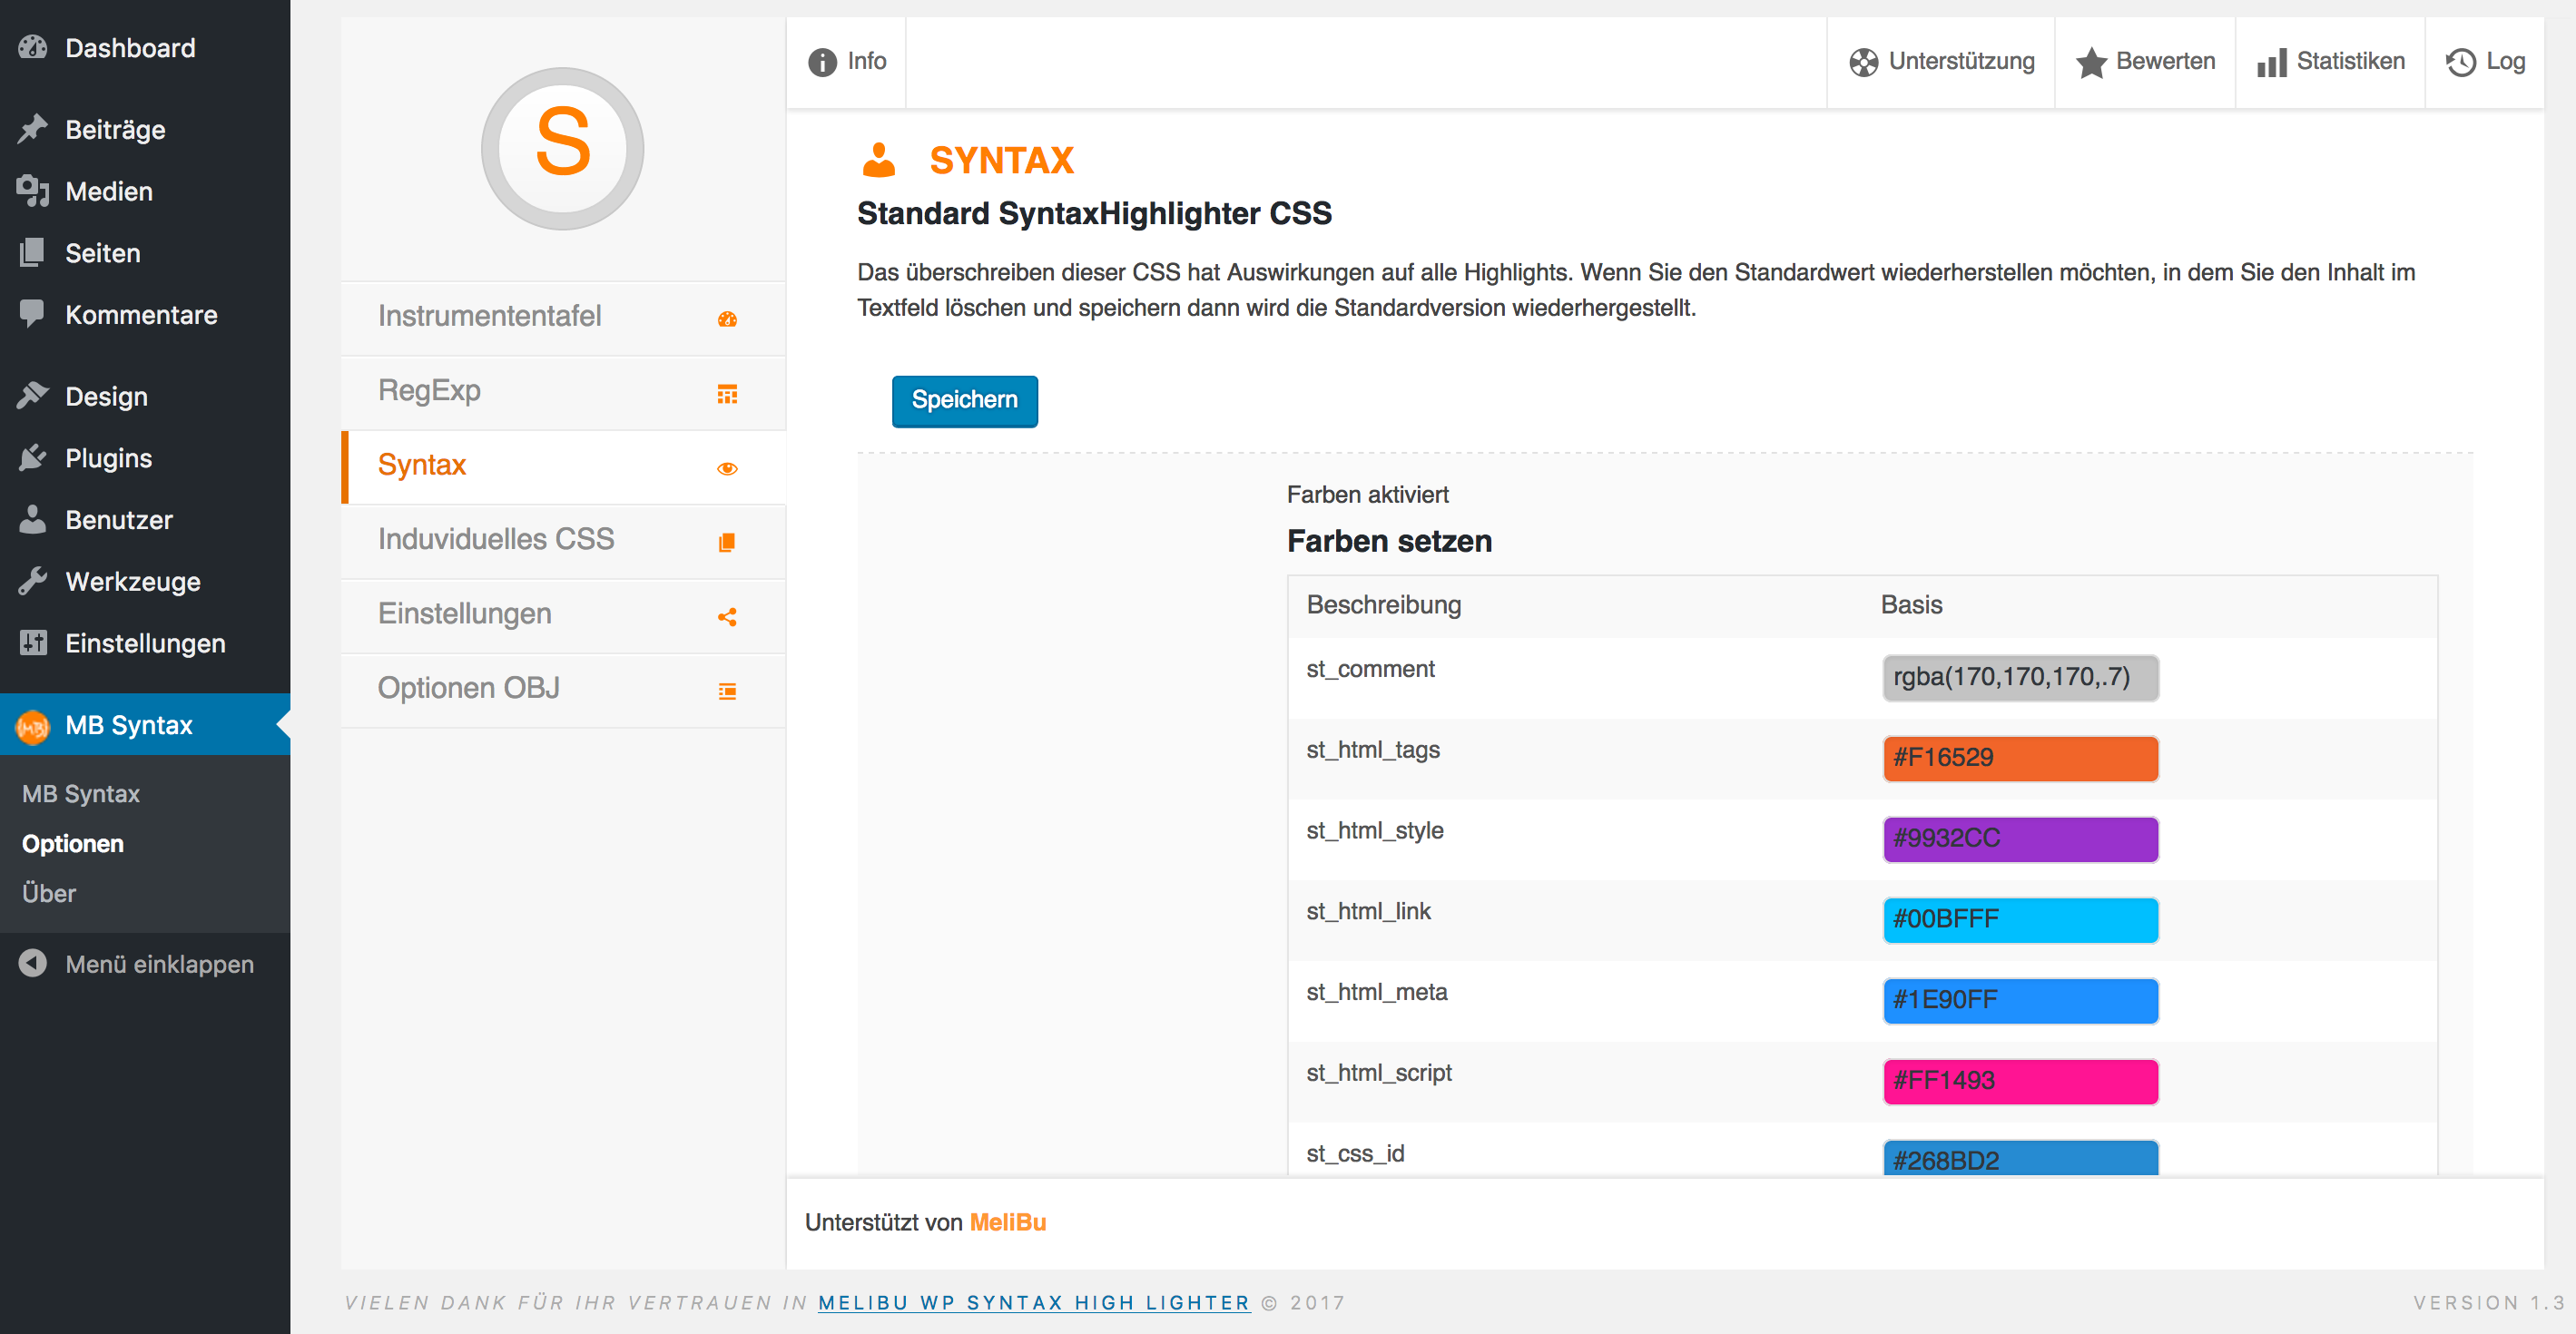 Dashboard
Beiträge
Medien
Seiten
Kommentare
Design
Plugins
Benutzer
Werkzeuge
Einstellungen
MB Syntax
MB Syntax
Optionen
Über
Menü einklappen
S
Instrumententafel
RegExp
Syntax
Induviduelles CSS
Einstellungen
Optionen OBJ
Info
Unterstützung
Bewerten
Statistiken
Log
SYNTAX
Standard SyntaxHighlighter CSS
Das überschreiben dieser CSS hat Auswirkungen auf alle Highlights. Wenn Sie den Standardwert wiederherstellen möchten, in dem Sie den Inhalt im
Textfeld löschen und speichern dann wird die Standardversion wiederhergestellt.
Speichern
Farben aktiviert
Farben setzen
Beschreibung Basis
st_comment rgba(170,170,170,.7)
st_html_tags #F16529
st_html_style #9932CC
st_html_link #00BFFF
st_html_meta #1E90FF
st_html_script #FF1493
st_css_id #268BD2
Unterstützt von MeliBu
VIELEN DANK FÜR IHR VERTRAUEN IN MELIBU WP SYNTAX HIGH LIGHTER © 2017
VERSION 1.3